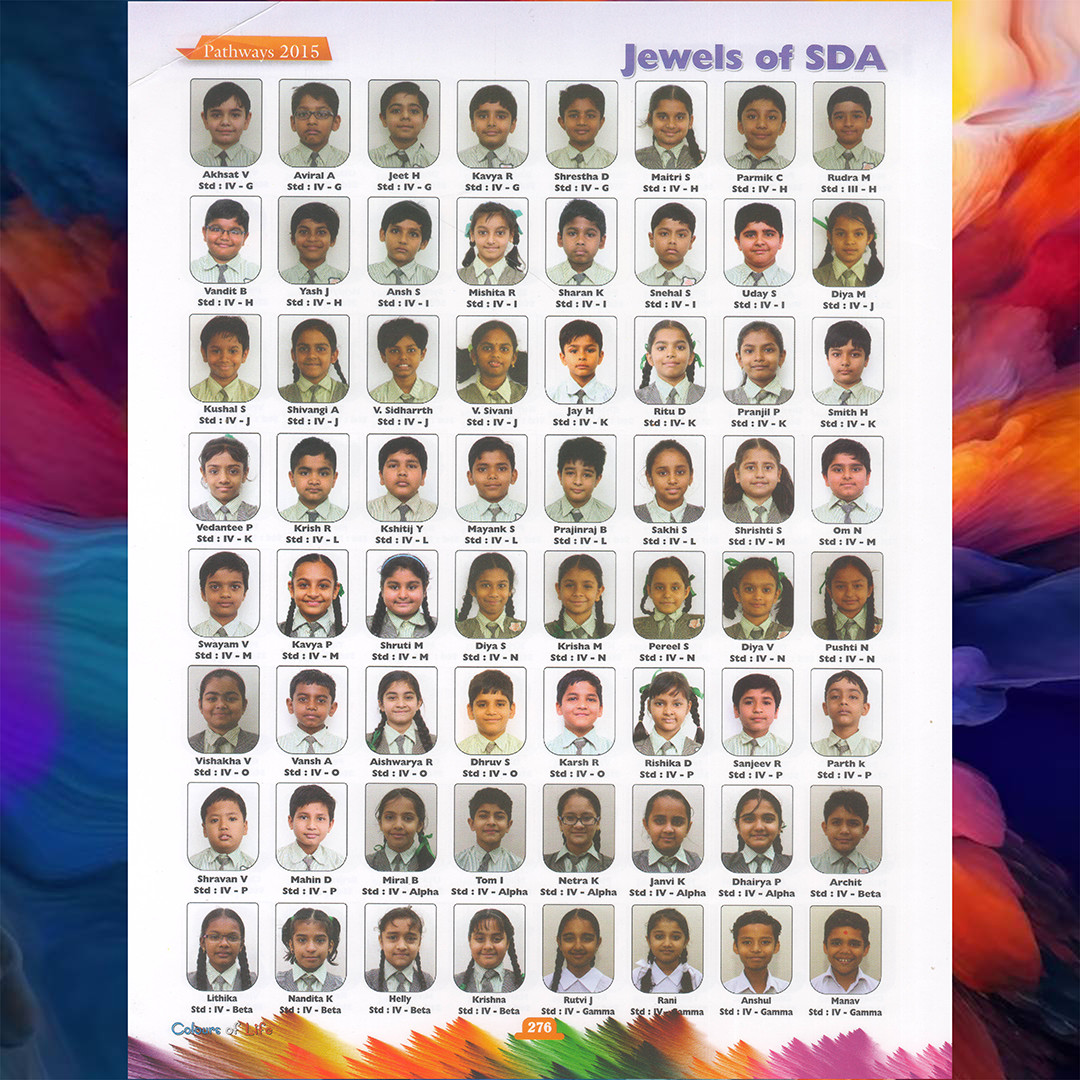 Pathways 2015
Jewels of SDA
Akhsat V Aviral A Jeet H Kavya R Shrestha D Maitri S Parmik C Rudra M
Std : IV - G Std : IV - G Std : IV - G Std : IV - G Std : IV - G Std : IV - H Std : IV - H Std : III - H
Vandit B Yash J Ansh S Mishita R Sharan K Snehal S Uday S Diya M
Std : IV - H Std : IV - H Std : IV - I Std : IV - I Std : IV - I Std : IV - I Std : IV - I Std : IV - J
Kushal S Shivangi A V. Sidharrth V. Sivani Jay H Ritu D Pranjil P Smith H
Std : IV - J Std : IV - J Std : IV - J Std : IV - J Std : IV - K Std : IV- K Std : IV - K Std : IV - K
Vedantee P Krish R Kshitij Y Mayank S Prajinraj B Sakhi S Shrishti S Om N
Std : IV - K Std : IV - L Std : IV - L Std : IV - L Std : IV - L Std : IV - L Std : IV - M Std : IV - M
Swayam V Kavya P Shruti M Diya S Krisha M Pereel S Diya V Pushti N
Std : IV - M Std : IV - M Std : IV - M Std : IV - N Std : IV - N Std : IV - N Std : IV - N Std : IV - N
Vishakha V Vansh A Aishwarya R Dhruv S Karsh R Rishika D Sanjeev R Parth k
Std : IV - O Std : IV - O Std : IV - O Std : IV - O Std : IV - O Std : IV - P Std : IV - P Std : IV - P
Shravan V Mahin D Miral B Tom I Netra K Janvi K Dhairya P Archit
Std : IV - P Std : IV - P Std : IV - Alpha Std : IV - Alpha Std : IV - Alpha Std : IV - Alpha Std : IV - Alpha Std : IV - Beta
Lithika Nandita K Helly Krishna Rutvi J Rani Anshul Manav
Std : IV - Beta Std : IV - Beta Std : IV - Beta Std : IV - Beta Std : IV - Gamma Std : IV - Gamma Std : IV - Gamma Std : IV - Gamma
Colours of Life
276